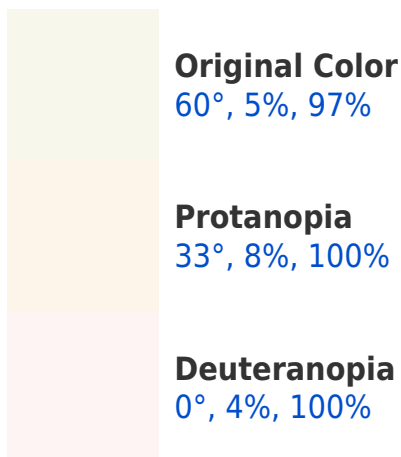 Original Color
60°, 5%, 97%
Protanopia
33°, 8%, 100%
Deuteranopia
0°, 4%, 100%